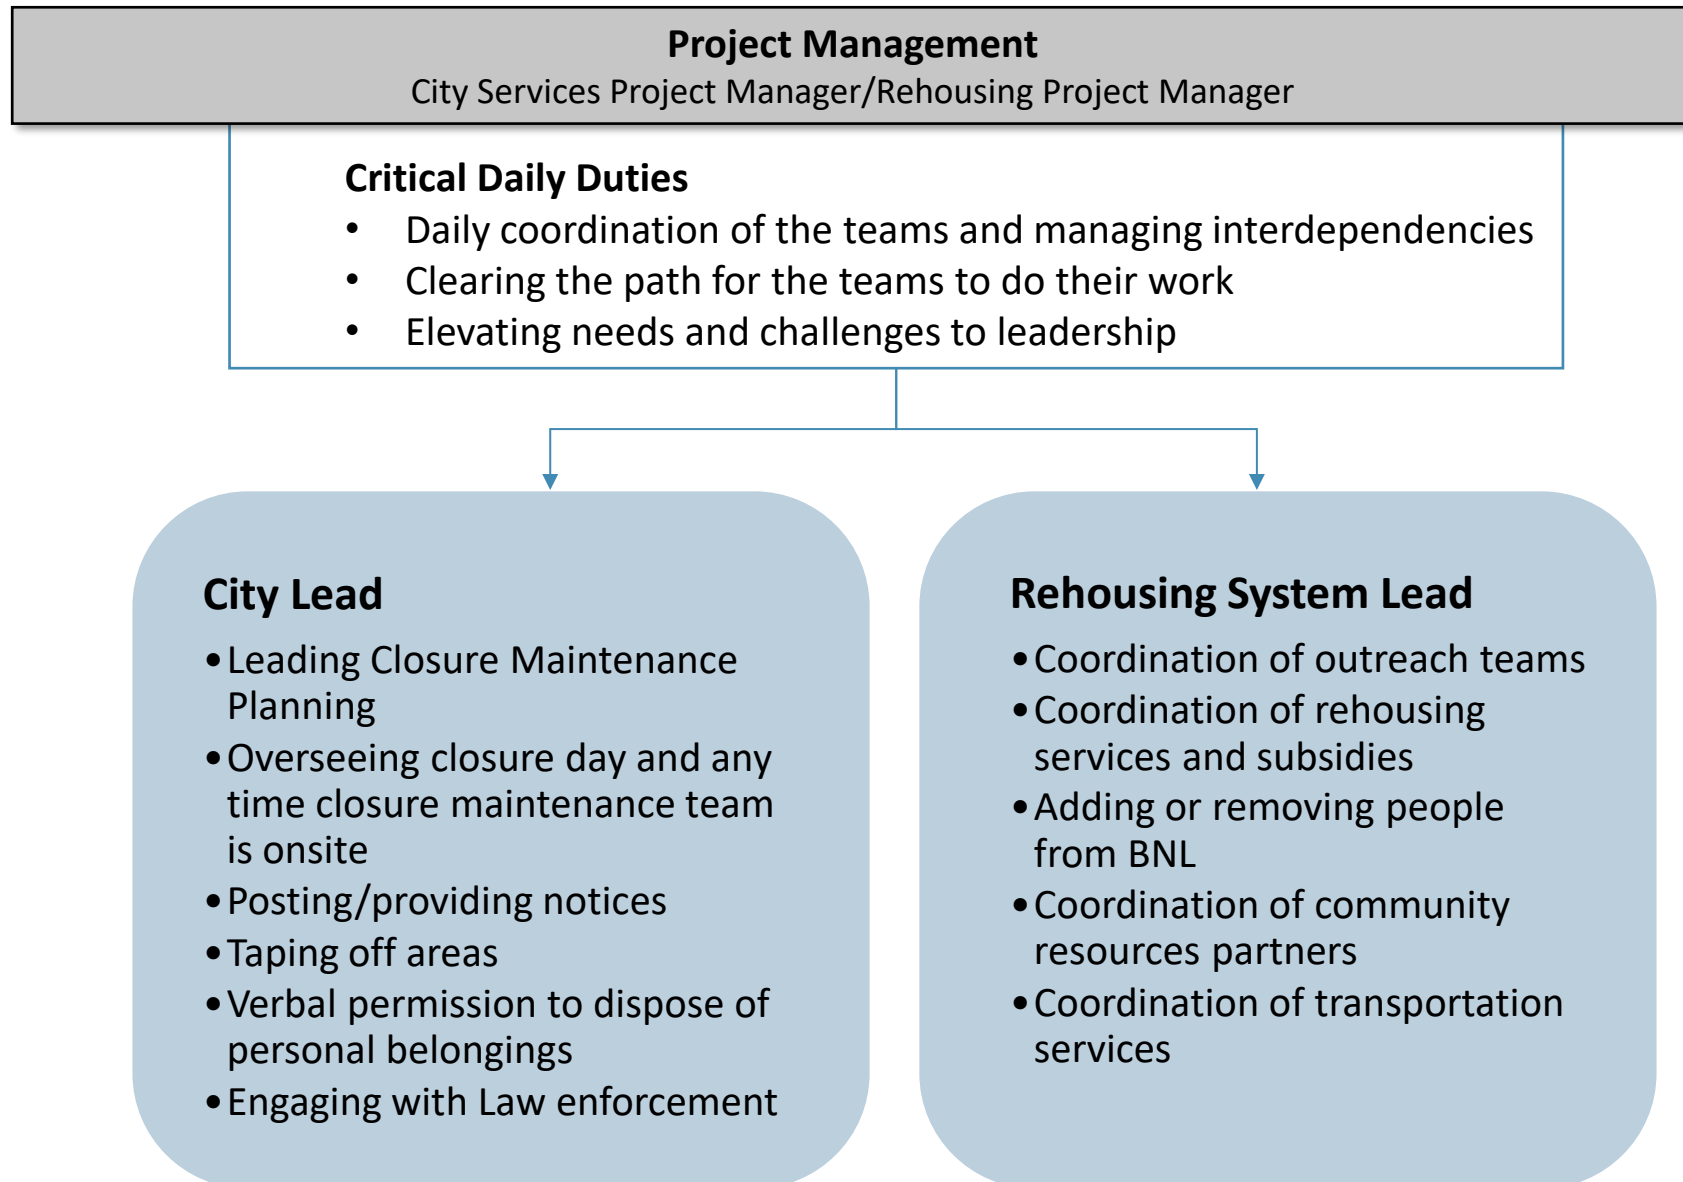 Project Management
City Services Project Manager/Rehousing Project Manager
Critical Daily Duties
• Daily coordination of the teams and managing interdependencies
• Clearing the path for the teams to do their work
• Elevating needs and challenges to leadership
City Lead
•Leading Closure Maintenance
Planning
•Overseeing closure day and any
time closure maintenance team
is onsite
•Posting/providing notices
•Taping off areas
•Verbal permission to dispose of
personal belongings
•Engaging with Law enforcement
Rehousing System Lead
•Coordination of outreach teams
•Coordination of rehousing
services and subsidies
•Adding or removing people
from BNL
•Coordination of community
resources partners
•Coordination of transportation
services